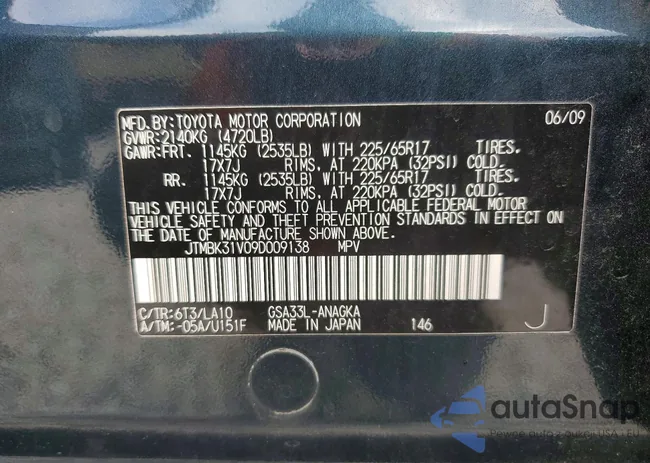 MFD. BY: TOYOTA MOTOR CORPORATION 06/09
GVWR: 2140KG (4720LB)
GAWR: FRT. 1145KG (2535LB) WITH 225/65R17 TIRES.
17X7J RIMS, AT 220KPA (32PSI) COLD.
RR. 1145KG (2535LB) WITH 225/65R17 TIRES.
17X7J RIMS, AT 220KPA (32PSI) COLD.
THIS VEHICLE CONFORMS TO ALL APPLICABLE FEDERAL MOTOR
VEHICLE SAFETY AND THEFT PREVENTION STANDARDS IN EFFECT ON
THE DATE OF MANUFACTURE SHOWN ABOVE.
JTMBK31V09D009138 MPV
C/TR: 6T3/LA10 GSA33L-ANAGKA
A/TM: -05A/U151F MADE IN JAPAN 146 J
autaSnap